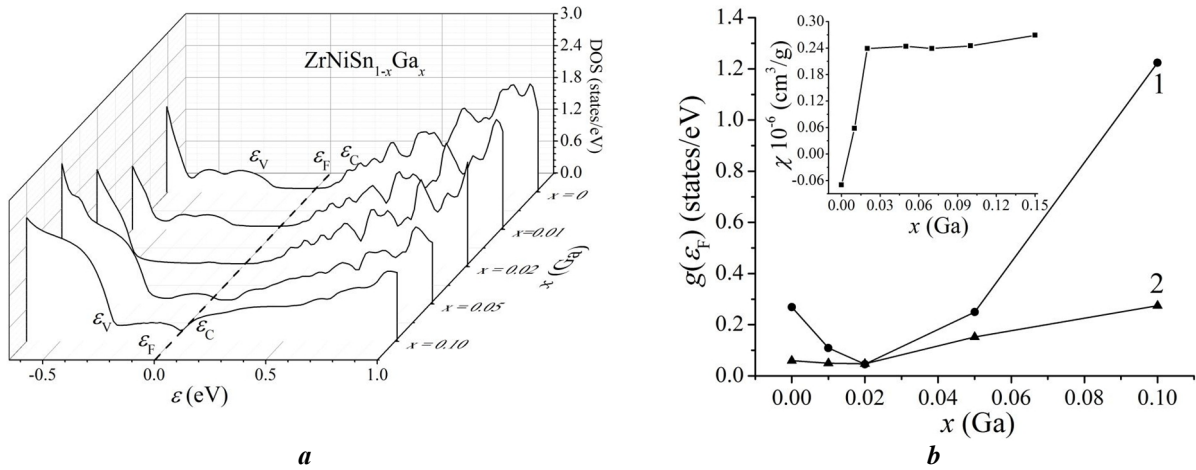 3.0
2.4
1.8
1.2
0.6
0.0
DOS (states/eV)
ZrNiSn1-xGax
εV
εF
εC
x = 0
x=0.01
x = 0.02
x = 0.05
x = 0.10
x (Ga)
εV
εF
εC
-0.5
0.0
0.5
1.0
ε (eV)
a
1.4
1.2
1.0
0.8
0.6
0.4
0.2
0.0
g(εF) (states/eV)
0.00
0.02
0.04
0.06
0.08
0.10
x (Ga)
1
2
0.30
0.24
0.18
0.12
0.06
0.00
-0.06
χ 10-6 (cm3/g)
0.00
0.03
0.06
0.09
0.12
0.15
x (Ga)
b